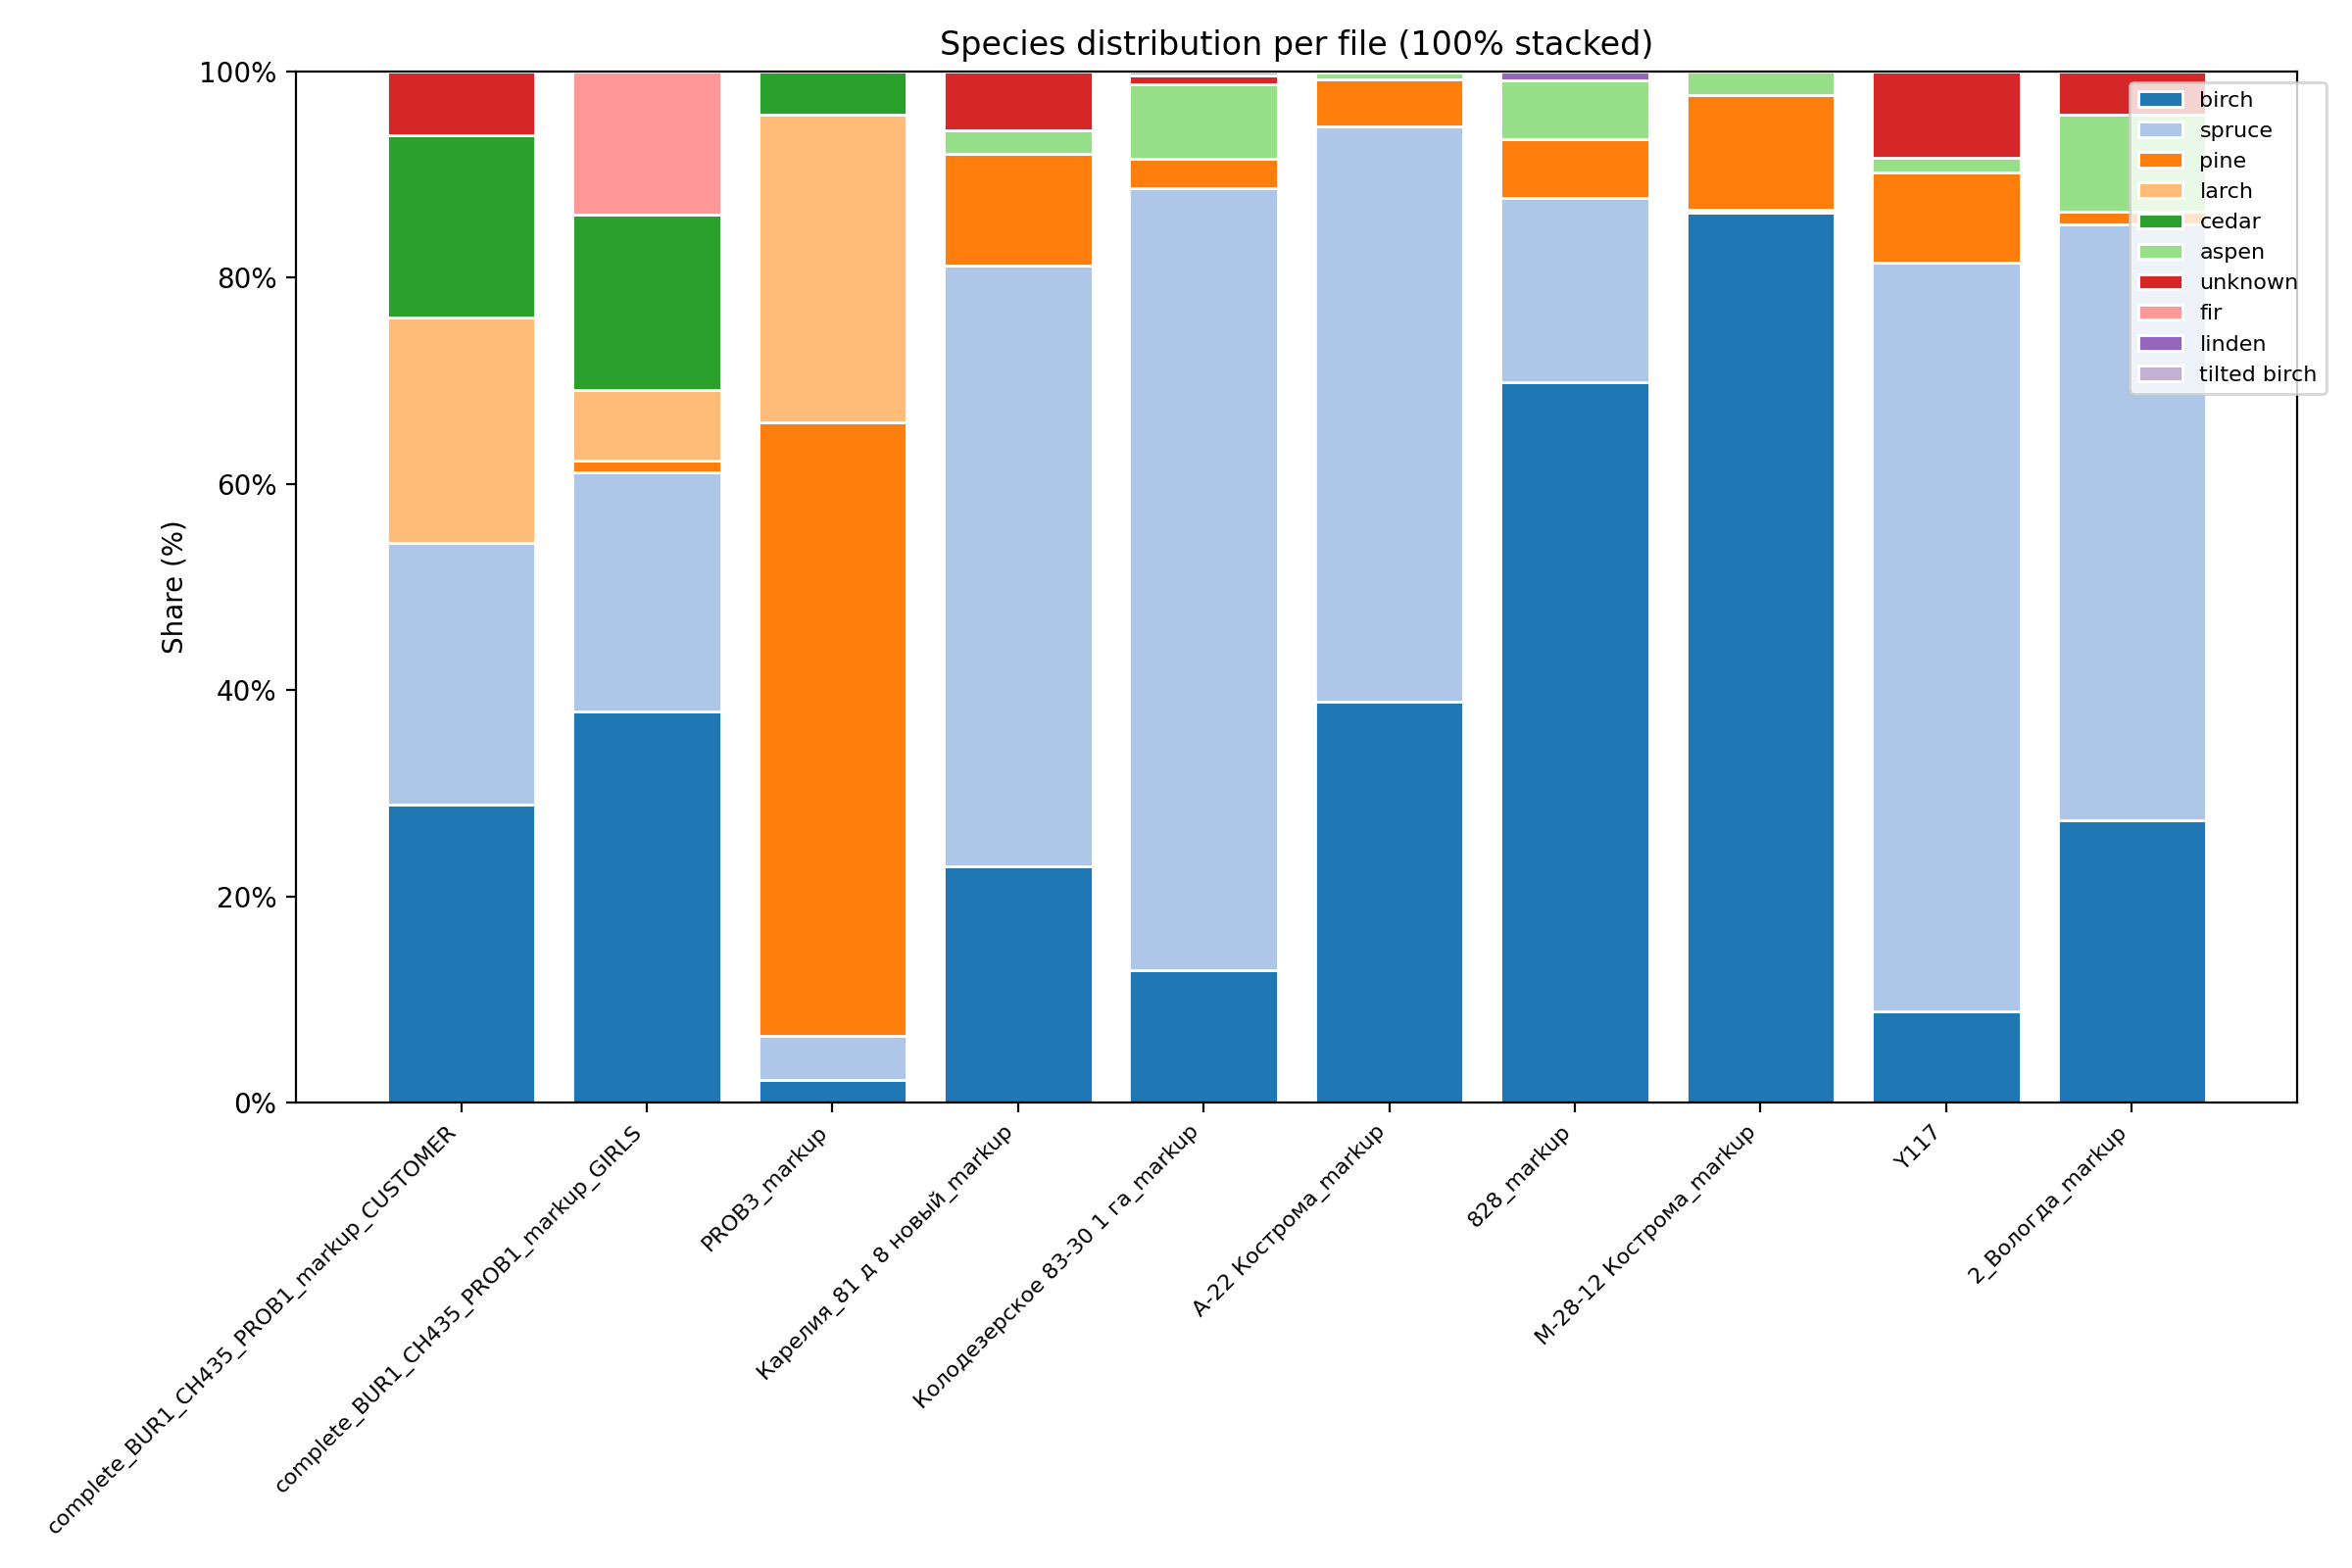 Species distribution per file (100% stacked)
100%
80%
60%
40%
20%
0%
Share (%)
birch
spruce
pine
larch
cedar
aspen
unknown
fir
linden
tilted birch
complete_BUR1_CH435_PROB1_markup_CUSTOMER
complete_BUR1_CH435_PROB1_markup_GIRLS
PROB3_markup
Карелия_81 д 8 новый_markup
Колодезерское 83-30 1 га_markup
А-22 Кострома_markup
828_markup
М-28-12 Кострома_markup
Y117
2_Вологда_markup